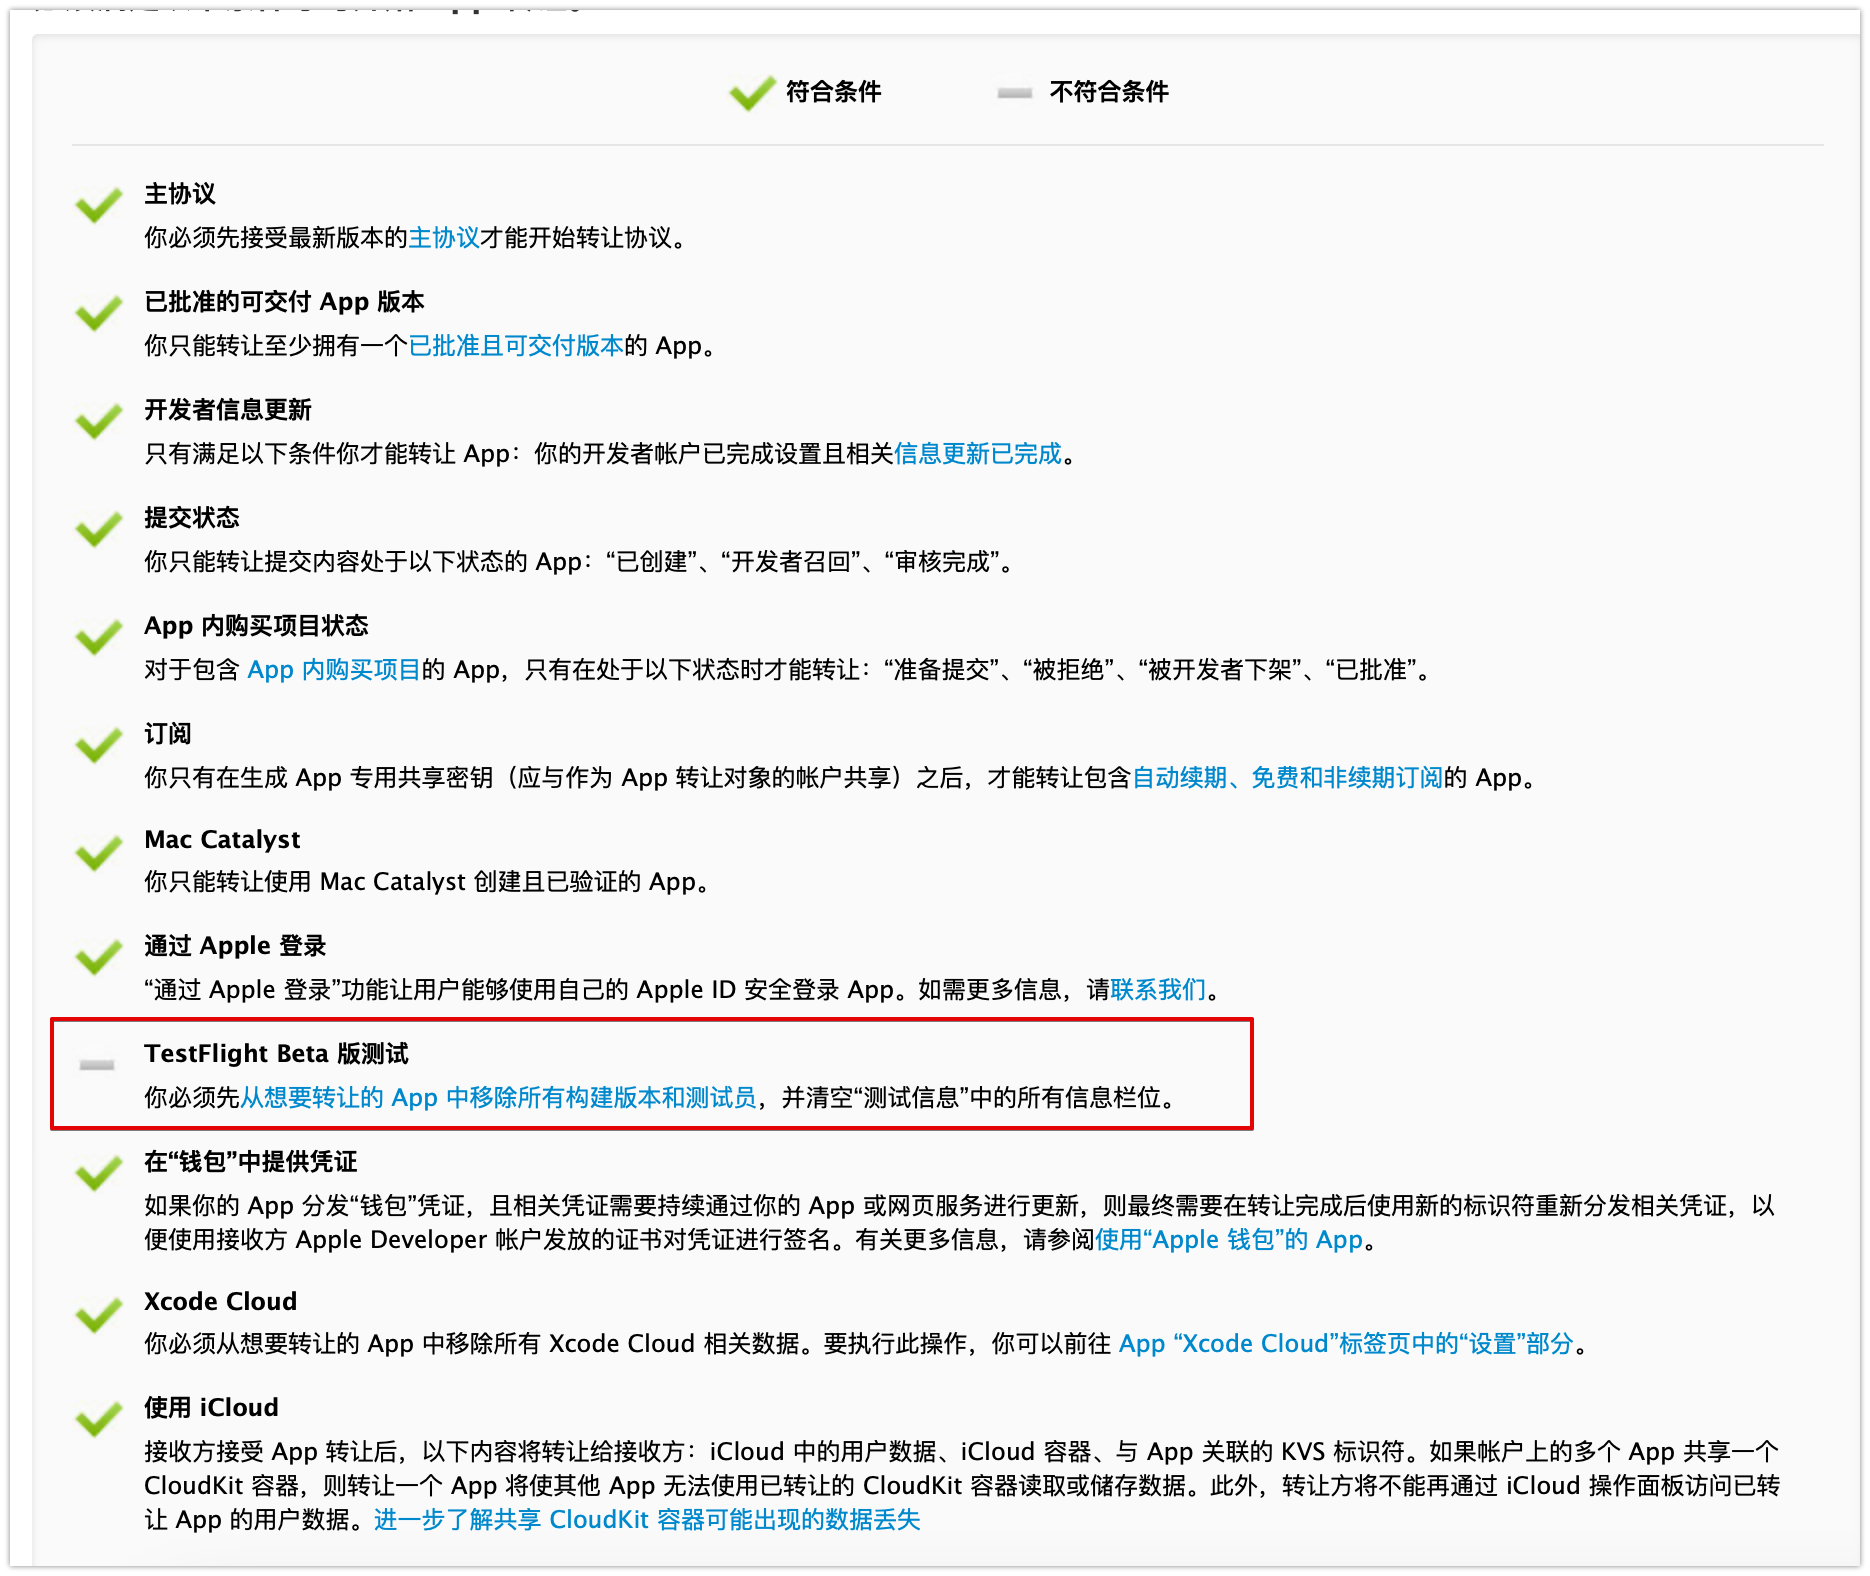 符合条件
不符合条件
主协议
你必须先接受最新版本的主协议才能开始转让协议。
已批准的可交付 App 版本
你只能转让至少拥有一个已批准且可交付版本的 App。
开发者信息更新
只有满足以下条件你才能转让 App：你的开发者帐户已完成设置且相关信息更新已完成。
提交状态
你只能转让提交内容处于以下状态的 App：“已创建”、“开发者召回”、“审核完成”。
App 内购买项目状态
对于包含 App 内购买项目的 App，只有在处于以下状态时才能转让：“准备提交”、“被拒绝”、“被开发者下架”、“已批准”。
订阅
你只有在生成 App 专用共享密钥（应与作为 App 转让对象的帐户共享）之后，才能转让包含自动续期、免费和非续期订阅的 App。
Mac Catalyst
你只能转让使用 Mac Catalyst 创建且已验证的 App。
通过 Apple 登录
“通过 Apple 登录”功能让用户能够使用自己的 Apple ID 安全登录 App。如需更多信息，请联系我们。
TestFlight Beta 版测试
你必须先从想要转让的 App 中移除所有构建版本和测试员，并清空“测试信息”中的所有信息栏位。
在“钱包”中提供凭证
如果你的 App 分发“钱包”凭证，且相关凭证需要持续通过你的 App 或网页服务进行更新，则最终需要在转让完成后使用新的标识符重新分发相关凭证，以
便使用接收方 Apple Developer 帐户发放的证书对凭证进行签名。有关更多信息，请参阅使用“Apple 钱包”的 App。
Xcode Cloud
你必须从想要转让的 App 中移除所有 Xcode Cloud 相关数据。要执行此操作，你可以前往 App “Xcode Cloud”标签页中的“设置”部分。
使用 iCloud
接收方接受 App 转让后，以下内容将转让给接收方：iCloud 中的用户数据、iCloud 容器、与 App 关联的 KVS 标识符。如果帐户上的多个 App 共享一个
CloudKit 容器，则转让一个 App 将使其他 App 无法使用已转让的 CloudKit 容器读取或储存数据。此外，转让方将不能再通过 iCloud 操作面板访问已转
让 App 的用户数据。进一步了解共享 CloudKit 容器可能出现的数据丢失